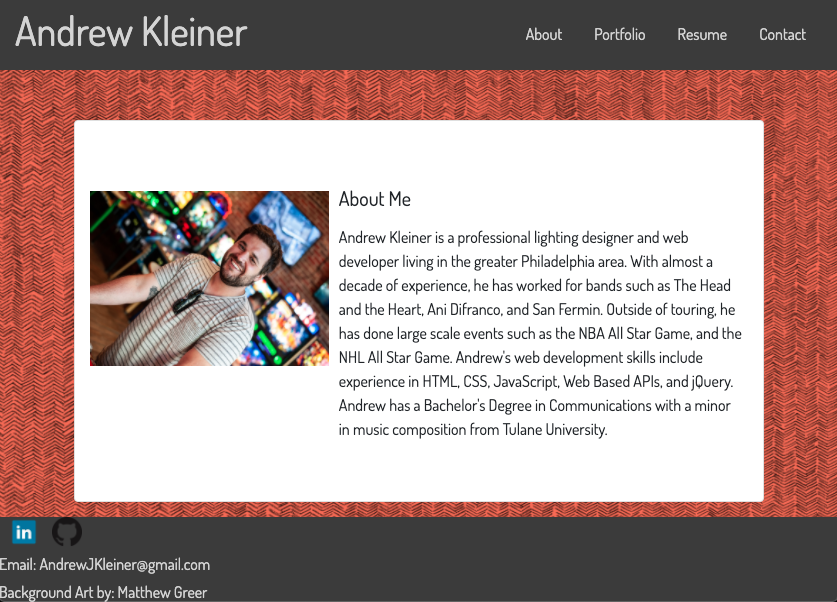 Andrew Kleiner
About Portfolio Resume Contact
About Me
Andrew Kleiner is a professional lighting designer and web
developer living in the greater Philadelphia area. With almost a
decade of experience, he has worked for bands such as The Head
and the Heart, Ani Difranco, and San Fermin. Outside of touring, he
has done large scale events such as the NBA All Star Game, and the
NHL All Star Game. Andrew's web development skills include
experience in HTML, CSS, JavaScript, Web Based APIs, and jQuery.
Andrew has a Bachelor's Degree in Communications with a minor
in music composition from Tulane University.
in
Email: AndrewJKleiner@gmail.com
Background Art by: Matthew Greer